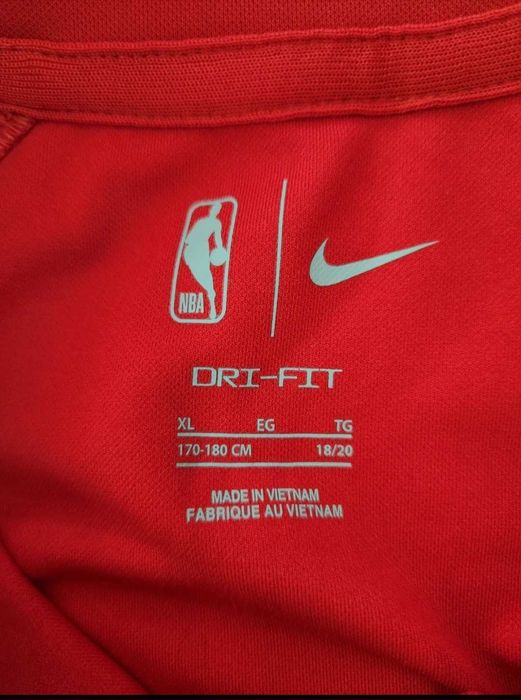 NBA
DRI-FIT
XL EG TG
170-180 CM 18/20
MADE IN VIETNAM
FABRIQUE AU VIETNAM